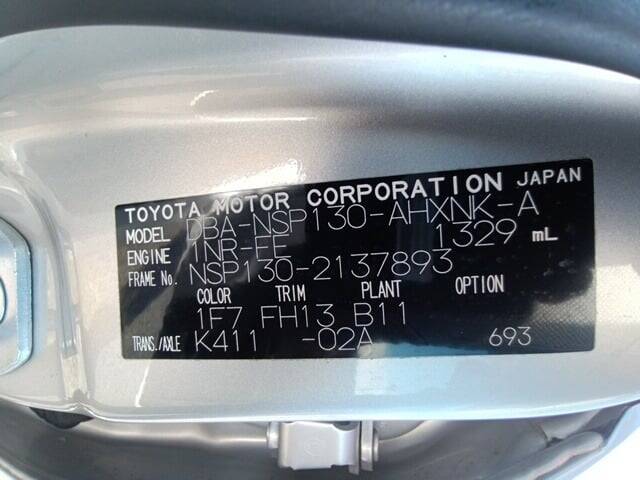 TOYOTA MOTOR CORPORATION JAPAN
MODEL DBA-NSP130-AHXNK-A
ENGINE 1NR-FE 1329 mL
FRAME No. NSP130-2137893
COLOR TRIM PLANT OPTION
1F7 FH13 B11
TRANS./AXLE K411 -02A 693